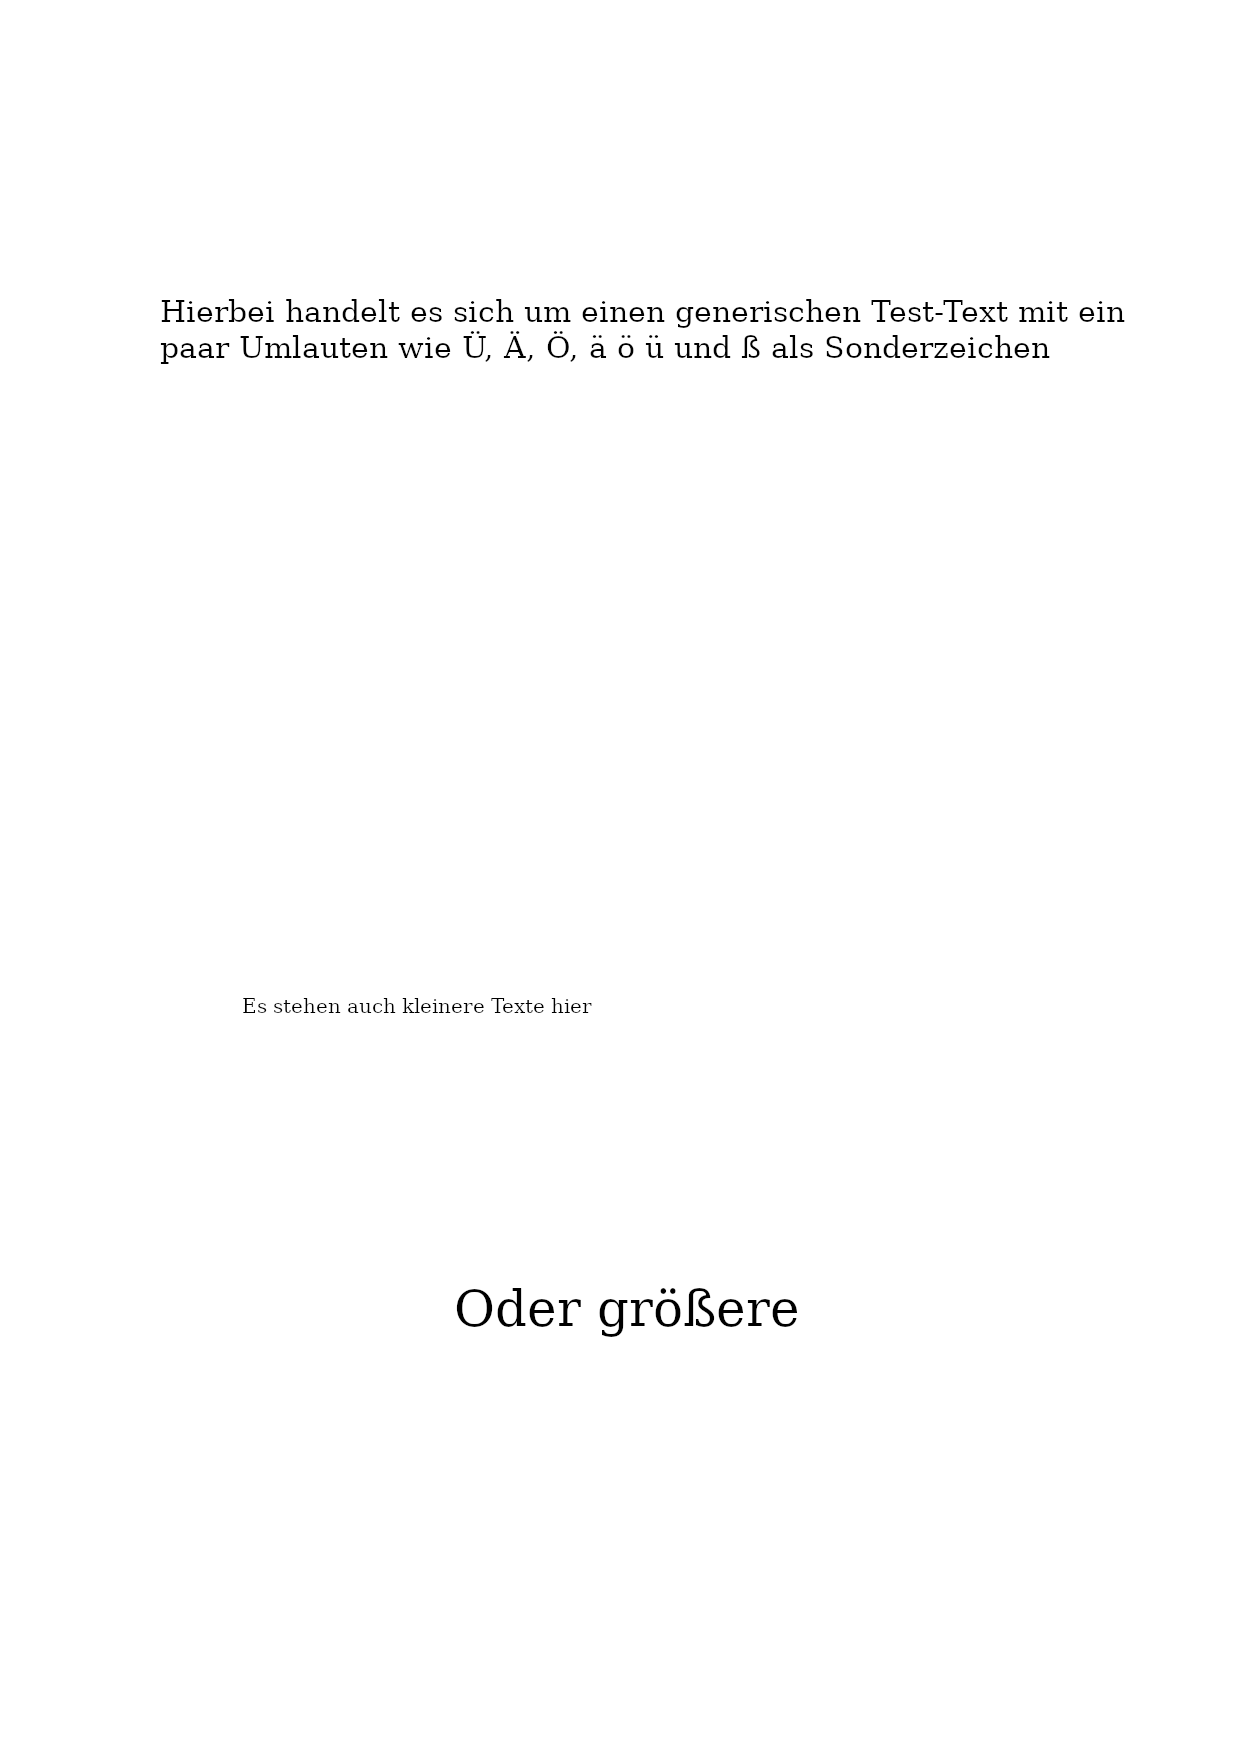 Hierbei handelt es sich um einen generischen Test-Text mit ein
paar Umlauten wie Ü, Ä, Ö, ä ö ü und ß als Sonderzeichen
Es stehen auch kleinere Texte hier
Oder größere